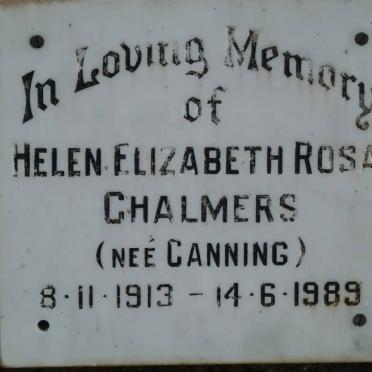 In Loving Memory
of
HELEN ELIZABETH ROSA
CHALMERS
(NEÉ CANNING)
8·11·1913 – 14·6·1989